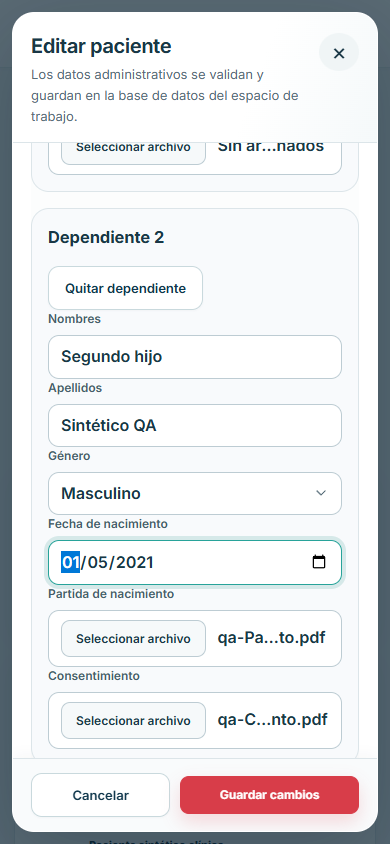 Editar paciente
Los datos administrativos se validan y
guardan en la base de datos del espacio de
trabajo.
Seleccionar archivo Sin ar...nados
Dependiente 2
Quitar dependiente
Nombres
Segundo hijo
Apellidos
Sintético QA
Género
Masculino
Fecha de nacimiento
01/05/2021
Partida de nacimiento
Seleccionar archivo qa-Pa...to.pdf
Consentimiento
Seleccionar archivo qa-C...nto.pdf
Cancelar Guardar cambios